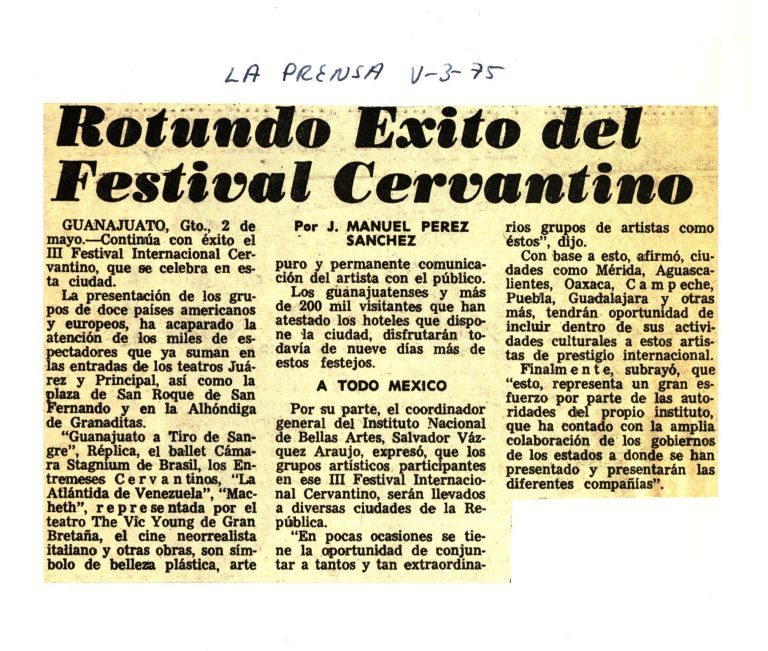 LA PRENSA V-3-75
Rotundo Exito del
Festival Cervantino
GUANAJUATO, Gto., 2 de
mayo.—Continúa con éxito el
III Festival Internacional Cer-
vantino, que se celebra en es-
ta ciudad.
La presentación de los gru-
pos de doce países americanos
y europeos, ha acaparado la
atención de los miles de es-
pectadores que ya suman en
las entradas de los teatros Juá-
rez y Principal, así como la
plaza de San Roque de San
Fernando y en la Alhóndiga
de Granaditas.
"Guanajuato a Tiro de San-
gre", Réplica, el ballet Cáma-
ra Stagnium de Brasil, los En-
tremeses Cervantinos, "La
Atlántida de Venezuela", "Mac-
heth", representada por el
teatro The Vic Young de Gran
Bretaña, el cine neorrealista
italiano y otras obras, son sím-
bolo de belleza plástica, arte
Por J. MANUEL PEREZ
SANCHEZ
puro y permanente comunica-
ción del artista con el público.
Los guanajuatenses y más
de 200 mil visitantes que han
atestado los hoteles que dispo-
ne la ciudad, disfrutarán to-
davía de nueve días más de
estos festejos.
A TODO MEXICO
Por su parte, el coordinador
general del Instituto Nacional
de Bellas Artes, Salvador Váz-
quez Araujo, expresó, que los
grupos artísticos participantes
en ese III Festival Internacio-
nal Cervantino, serán llevados
a diversas ciudades de la Re-
pública.
"En pocas ocasiones se tie-
ne la oportunidad de conjun-
tar a tantos y tan extraordina-
rios grupos de artistas como
éstos", dijo.
Con base a esto, afirmó, ciu-
dades como Mérida, Aguasca-
lientes, Oaxaca, Campeche,
Puebla, Guadalajara y otras
más, tendrán oportunidad de
incluir dentro de sus activi-
dades culturales a estos artis-
tas de prestigio internacional.
Finalmente, subrayó, que
"esto, representa un gran es-
fuerzo por parte de las auto-
ridades del propio instituto,
que ha contado con la amplia
colaboración de los gobiernos
de los estados a donde se han
presentado y presentarán las
diferentes compañías".